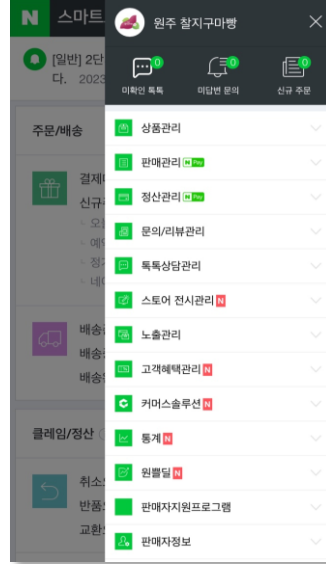 N 스마트
[일반] 2단
다. 2023
주문/배송
결제
신규
배송
배송
배송
클레임/정산
취소
반품
교환
원주 찰지구마빵
0 0 0
미확인 톡톡 미답변 문의 신규 주문
상품관리
판매관리 N Pay
정산관리 N Pay
문의/리뷰관리
톡톡상담관리
스토어 전시관리 N
노출관리
고객혜택관리 N
커머스솔루션 N
통계 N
원쁠딜 N
판매자지원프로그램
판매자정보